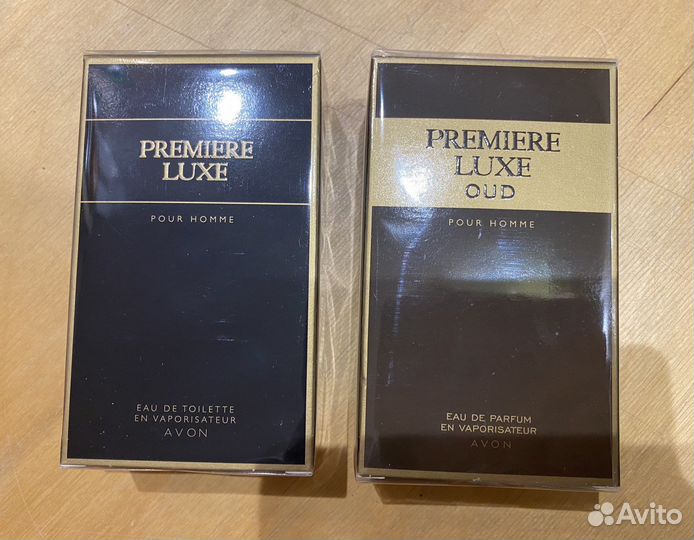 PREMIERE
LUXE
POUR HOMME
EAU DE TOILETTE
EN VAPORISATEUR
AVON
PREMIERE
LUXE
OUD
POUR HOMME
EAU DE PARFUM
EN VAPORISATEUR
AVON
Avito